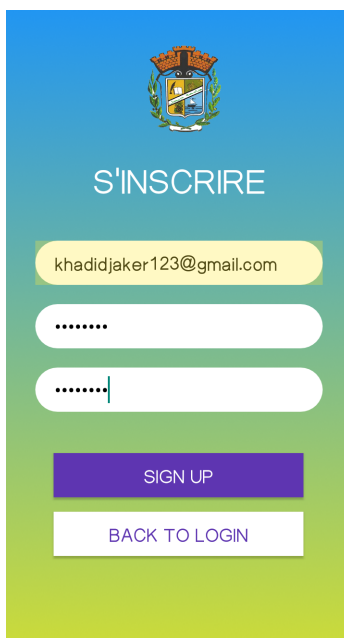 S'INSCRIRE
khadidjaker123@gmail.com
••••••••
••••••••
SIGN UP
BACK TO LOGIN